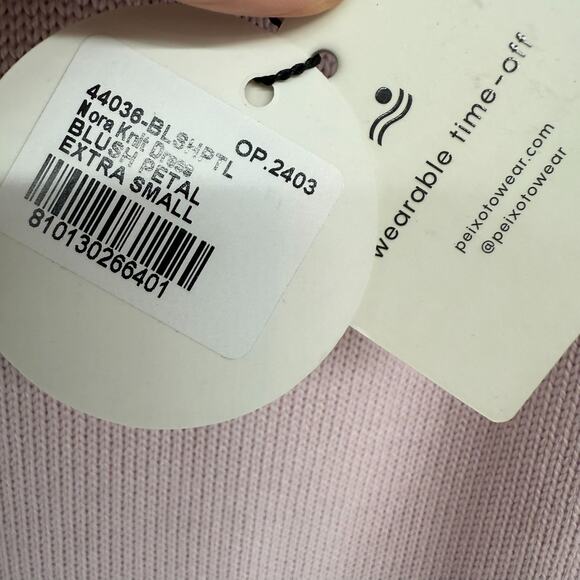 44036-BLSHPTL
OP.2403
Nora Knit Dress
BLUSH PETAL
EXTRA SMALL
810130266401
wearable time-off
peixotowear.com
@peixotowear